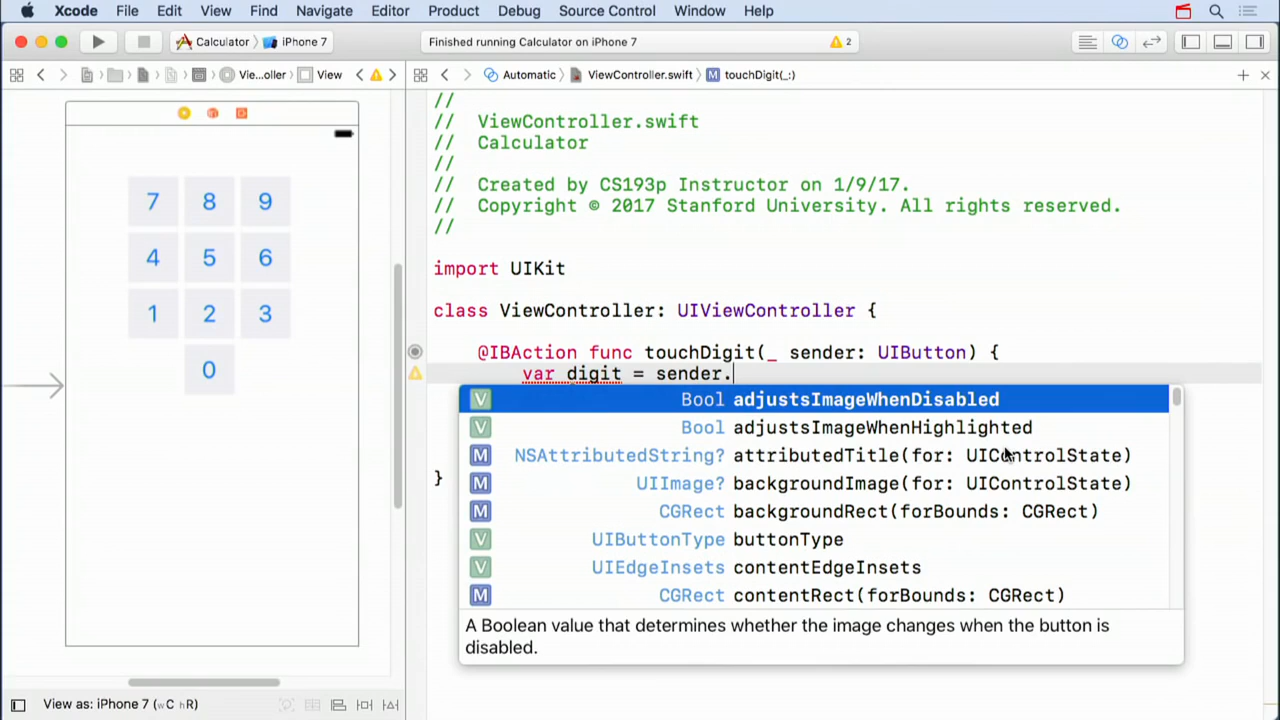 Xcode File Edit View Find Navigate Editor Product Debug Source Control Window Help
Calculator iPhone 7 Finished running Calculator on iPhone 7 2
Vie...oller View Automatic ViewController.swift M touchDigit(_:)
//
// ViewController.swift
// Calculator
//
// Created by CS193p Instructor on 1/9/17.
// Copyright © 2017 Stanford University. All rights reserved.
//
import UIKit
class ViewController: UIViewController {
@IBAction func touchDigit(_ sender: UIButton) {
var digit = sender.
}
7 8 9
4 5 6
1 2 3
0
V Bool adjustsImageWhenDisabled
V Bool adjustsImageWhenHighlighted
M NSAttributedString? attributedTitle(for: UIControlState)
M UIImage? backgroundImage(for: UIControlState)
M CGRect backgroundRect(forBounds: CGRect)
V UIButtonType buttonType
V UIEdgeInsets contentEdgeInsets
M CGRect contentRect(forBounds: CGRect)
A Boolean value that determines whether the image changes when the button is
disabled.
View as: iPhone 7 (wC hR)